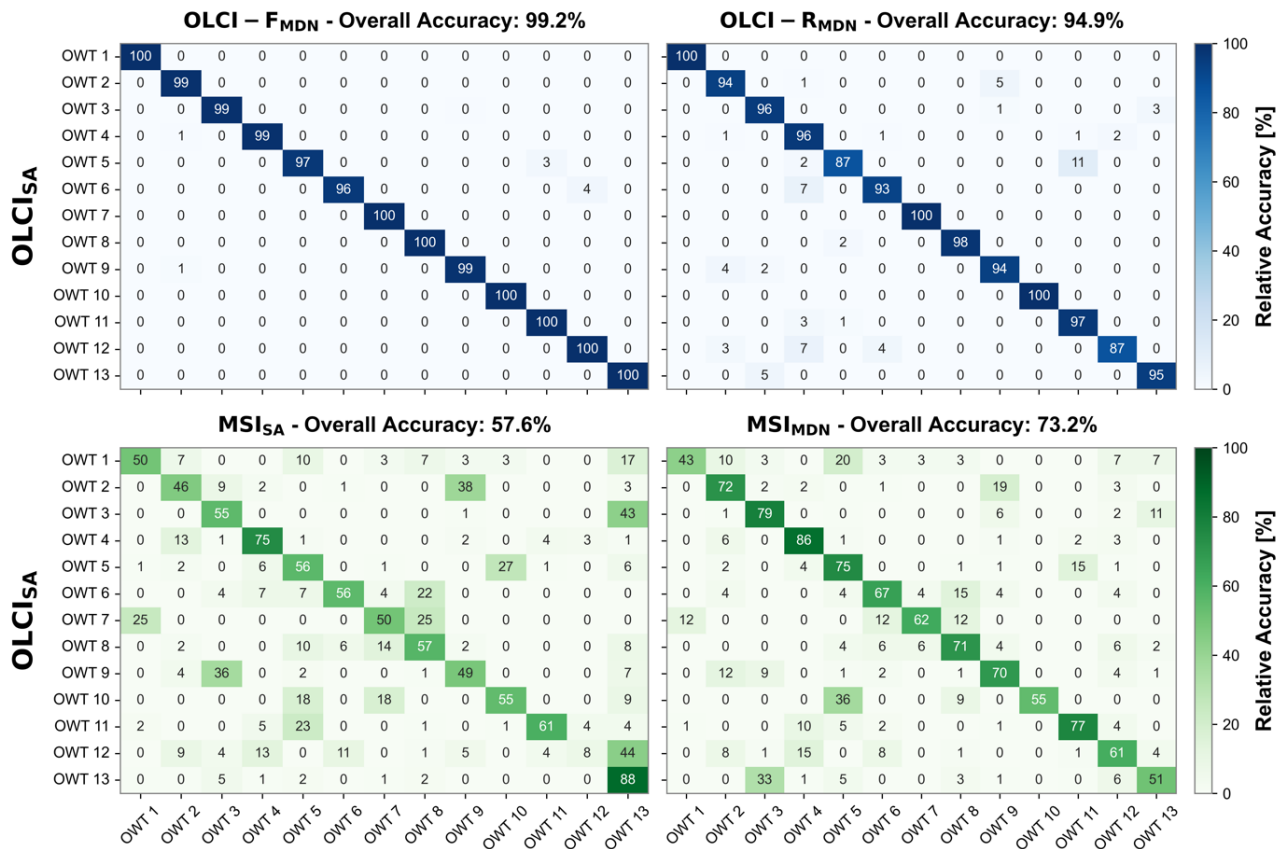 OLCI − F_MDN - Overall Accuracy: 99.2%
OLCI − R_MDN - Overall Accuracy: 94.9%
OLCI_SA
OWT 1 100 0 0 0 0 0 0 0 0 0 0 0 0 100 0 0 0 0 0 0 0 0 0 0 0 0
OWT 2 0 99 0 0 0 0 0 0 0 0 0 0 0 0 94 0 1 0 0 0 0 5 0 0 0 0
OWT 3 0 0 99 0 0 0 0 0 0 0 0 0 0 0 0 96 0 0 0 0 0 1 0 0 0 3
OWT 4 0 1 0 99 0 0 0 0 0 0 0 0 0 0 1 0 96 0 1 0 0 0 0 1 2 0
OWT 5 0 0 0 0 97 0 0 0 0 0 3 0 0 0 0 0 2 87 0 0 0 0 0 11 0 0
OWT 6 0 0 0 0 0 96 0 0 0 0 0 4 0 0 0 0 7 0 93 0 0 0 0 0 0 0
OWT 7 0 0 0 0 0 0 100 0 0 0 0 0 0 0 0 0 0 0 0 100 0 0 0 0 0 0
OWT 8 0 0 0 0 0 0 0 100 0 0 0 0 0 0 0 0 0 2 0 0 98 0 0 0 0 0
OWT 9 0 1 0 0 0 0 0 0 99 0 0 0 0 0 4 2 0 0 0 0 0 94 0 0 0 0
OWT 10 0 0 0 0 0 0 0 0 0 100 0 0 0 0 0 0 0 0 0 0 0 0 100 0 0 0
OWT 11 0 0 0 0 0 0 0 0 0 0 100 0 0 0 0 0 3 1 0 0 0 0 0 97 0 0
OWT 12 0 0 0 0 0 0 0 0 0 0 0 100 0 0 3 0 7 0 4 0 0 0 0 0 87 0
OWT 13 0 0 0 0 0 0 0 0 0 0 0 0 100 0 0 5 0 0 0 0 0 0 0 0 0 95
100
80
60
40
20
0
Relative Accuracy [%]
MSI_SA - Overall Accuracy: 57.6%
MSI_MDN - Overall Accuracy: 73.2%
OLCI_SA
OWT 1 50 7 0 0 10 0 3 7 3 3 0 0 17 43 10 3 0 20 3 3 3 0 0 0 7 7
OWT 2 0 46 9 2 0 1 0 0 38 0 0 0 3 0 72 2 2 0 1 0 0 19 0 0 3 0
OWT 3 0 0 55 0 0 0 0 0 1 0 0 0 43 0 1 79 0 0 0 0 0 6 0 0 2 11
OWT 4 0 13 1 75 1 0 0 0 2 0 4 3 1 0 6 0 86 1 0 0 0 1 0 2 3 0
OWT 5 1 2 0 6 56 0 1 0 0 27 1 0 6 0 2 0 4 75 0 0 1 1 0 15 1 0
OWT 6 0 0 4 7 7 56 4 22 0 0 0 0 0 0 4 0 0 4 67 4 15 4 0 0 4 0
OWT 7 25 0 0 0 0 0 50 25 0 0 0 0 0 12 0 0 0 0 12 62 12 0 0 0 0 0
OWT 8 0 2 0 0 10 6 14 57 2 0 0 0 8 0 0 0 0 4 6 6 71 4 0 0 6 2
OWT 9 0 4 36 0 2 0 0 1 49 0 0 0 7 0 12 9 0 1 2 0 1 70 0 0 4 1
OWT 10 0 0 0 0 18 0 18 0 0 55 0 0 9 0 0 0 0 36 0 0 9 0 55 0 0 0
OWT 11 2 0 0 5 23 0 0 1 0 1 61 4 4 1 0 0 10 5 2 0 1 0 0 77 4 0
OWT 12 0 9 4 13 0 11 0 1 5 0 4 8 44 0 8 1 15 0 8 0 1 0 0 1 61 4
OWT 13 0 0 5 1 2 0 1 2 0 0 0 0 88 0 0 33 1 5 0 0 3 1 0 0 6 51
100
80
60
40
20
0
Relative Accuracy [%]
OWT 1 OWT 2 OWT 3 OWT 4 OWT 5 OWT 6 OWT 7 OWT 8 OWT 9 OWT 10 OWT 11 OWT 12 OWT 13
OWT 1 OWT 2 OWT 3 OWT 4 OWT 5 OWT 6 OWT 7 OWT 8 OWT 9 OWT 10 OWT 11 OWT 12 OWT 13